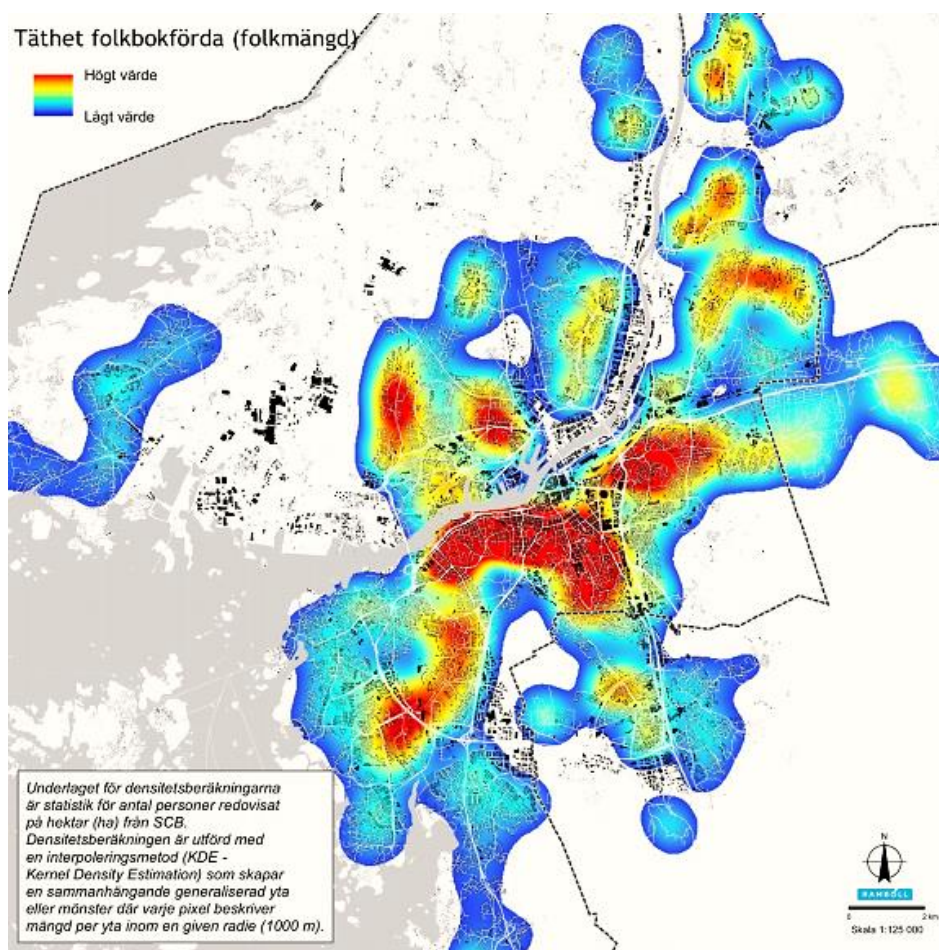 Täthet folkbokförda (folkmängd)
Högt värde
Lågt värde
Underlaget för densitetsberäkningarna
är statistik för antal personer redovisat
på hektar (ha) från SCB.
Densitetsberäkningen är utförd med
en interpoleringsmetod (KDE -
Kernel Density Estimation) som skapar
en sammanhängande generaliserad yta
eller mönster där varje pixel beskriver
mängd per yta inom en given radie (1000 m).
N
RAMBÖLL
0 2 km
Skala 1:125 000